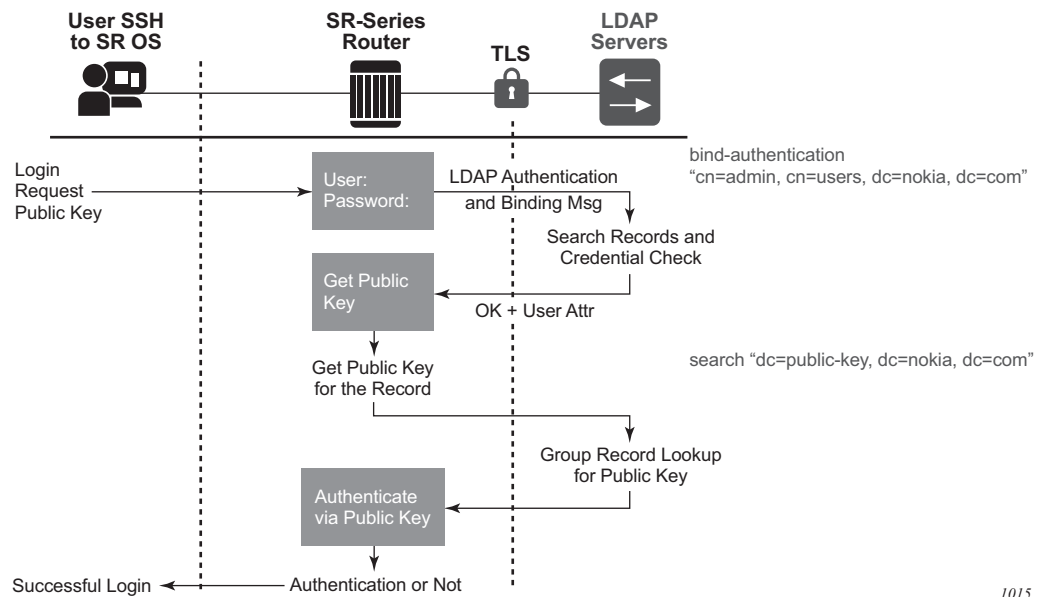 User SSH
to SR OS
SR-Series
Router
TLS
LDAP
Servers
bind-authentication
“cn=admin, cn=users, dc=nokia, dc=com”
Login
Request
Public Key
User:
Password:
LDAP Authentication
and Binding Msg
Search Records and
Credential Check
Get Public
Key
OK + User Attr
Get Public Key
for the Record
search “dc=public-key, dc=nokia, dc=com”
Group Record Lookup
for Public Key
Authenticate
via Public Key
Successful Login
Authentication or Not
1015